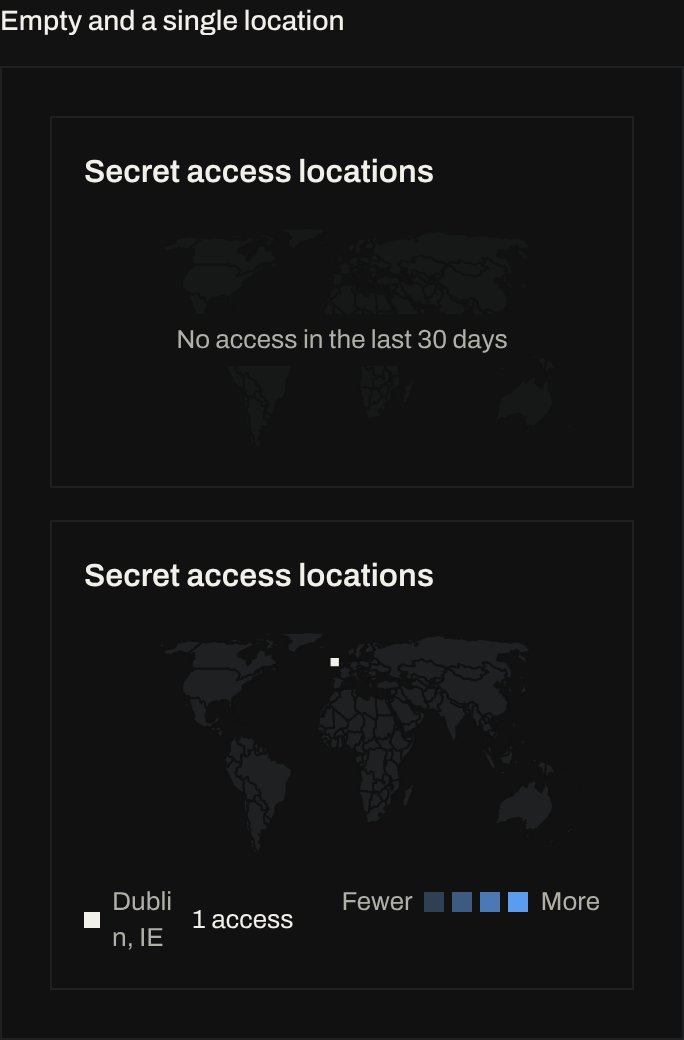 Empty and a single location
Secret access locations
No access in the last 30 days
Secret access locations
Dubli
n, IE
1 access
Fewer
More